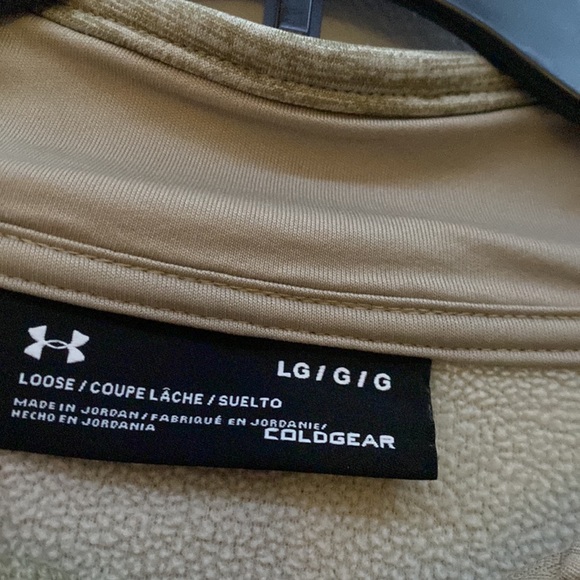 LG/G/G
LOOSE / COUPE LÂCHE / SUELTO
MADE IN JORDAN / FABRIQUÉ EN JORDANIE/
HECHO EN JORDANIA
COLDGEAR